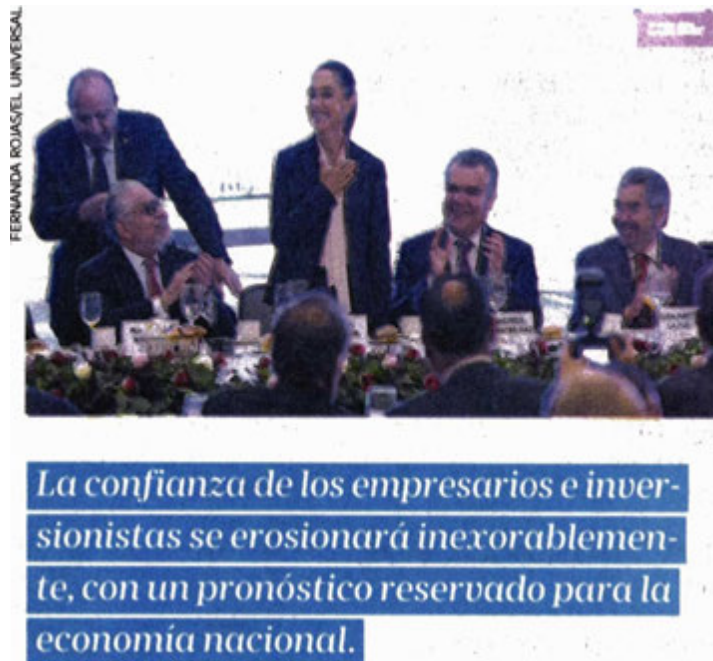 FERNANDA ROJAS/EL UNIVERSAL
La confianza de los empresarios e inver-
sionistas se erosionará inexorablemen-
te, con un pronóstico reservado para la
economía nacional.